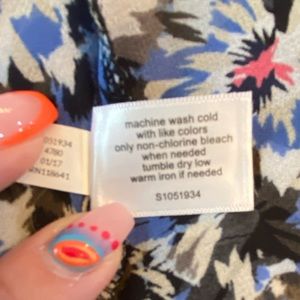 machine wash cold
with like colors
only non-chlorine bleach
when needed
tumble dry low
warm iron if needed
S1051934
051934
4780
01/17
118641